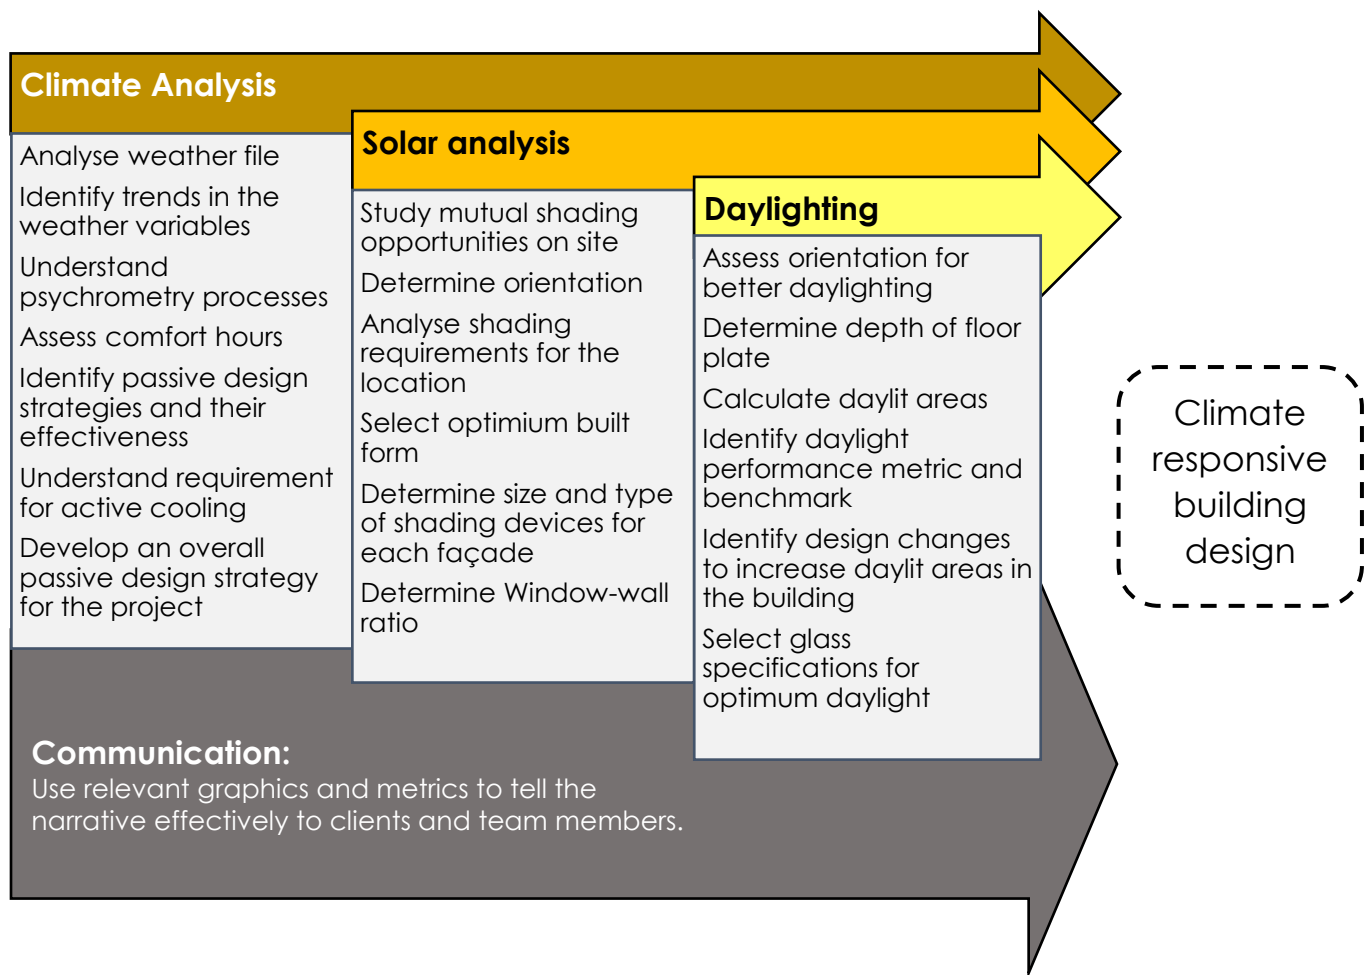 Climate Analysis
Analyse weather file
Identify trends in the
weather variables
Understand
psychrometry processes
Assess comfort hours
Identify passive design
strategies and their
effectiveness
Understand requirement
for active cooling
Develop an overall
passive design strategy
for the project
Solar analysis
Study mutual shading
opportunities on site
Determine orientation
Analyse shading
requirements for the
location
Select optimium built
form
Determine size and type
of shading devices for
each façade
Determine Window-wall
ratio
Daylighting
Assess orientation for
better daylighting
Determine depth of floor
plate
Calculate daylit areas
Identify daylight
performance metric and
benchmark
Identify design changes
to increase daylit areas in
the building
Select glass
specifications for
optimum daylight
Climate
responsive
building
design
Communication:
Use relevant graphics and metrics to tell the
narrative effectively to clients and team members.